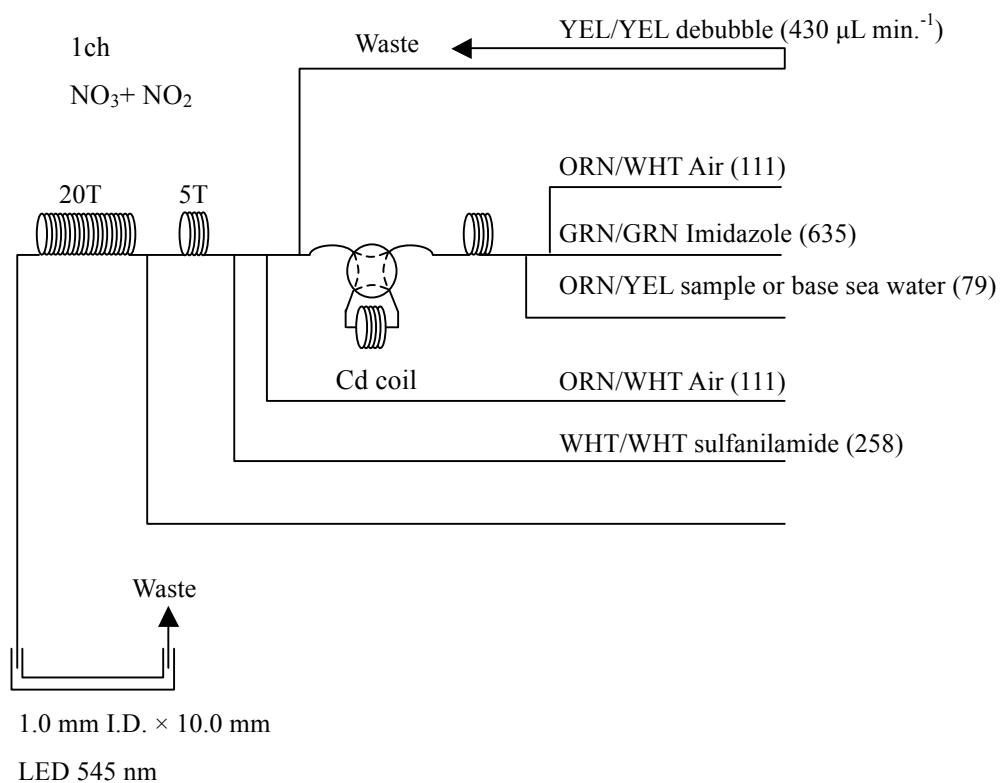 1ch
NO₃+ NO₂
Waste
YEL/YEL debubble (430 μL min.⁻¹)
ORN/WHT Air (111)
20T
5T
GRN/GRN Imidazole (635)
ORN/YEL sample or base sea water (79)
Cd coil
ORN/WHT Air (111)
WHT/WHT sulfanilamide (258)
Waste
1.0 mm I.D. × 10.0 mm
LED 545 nm